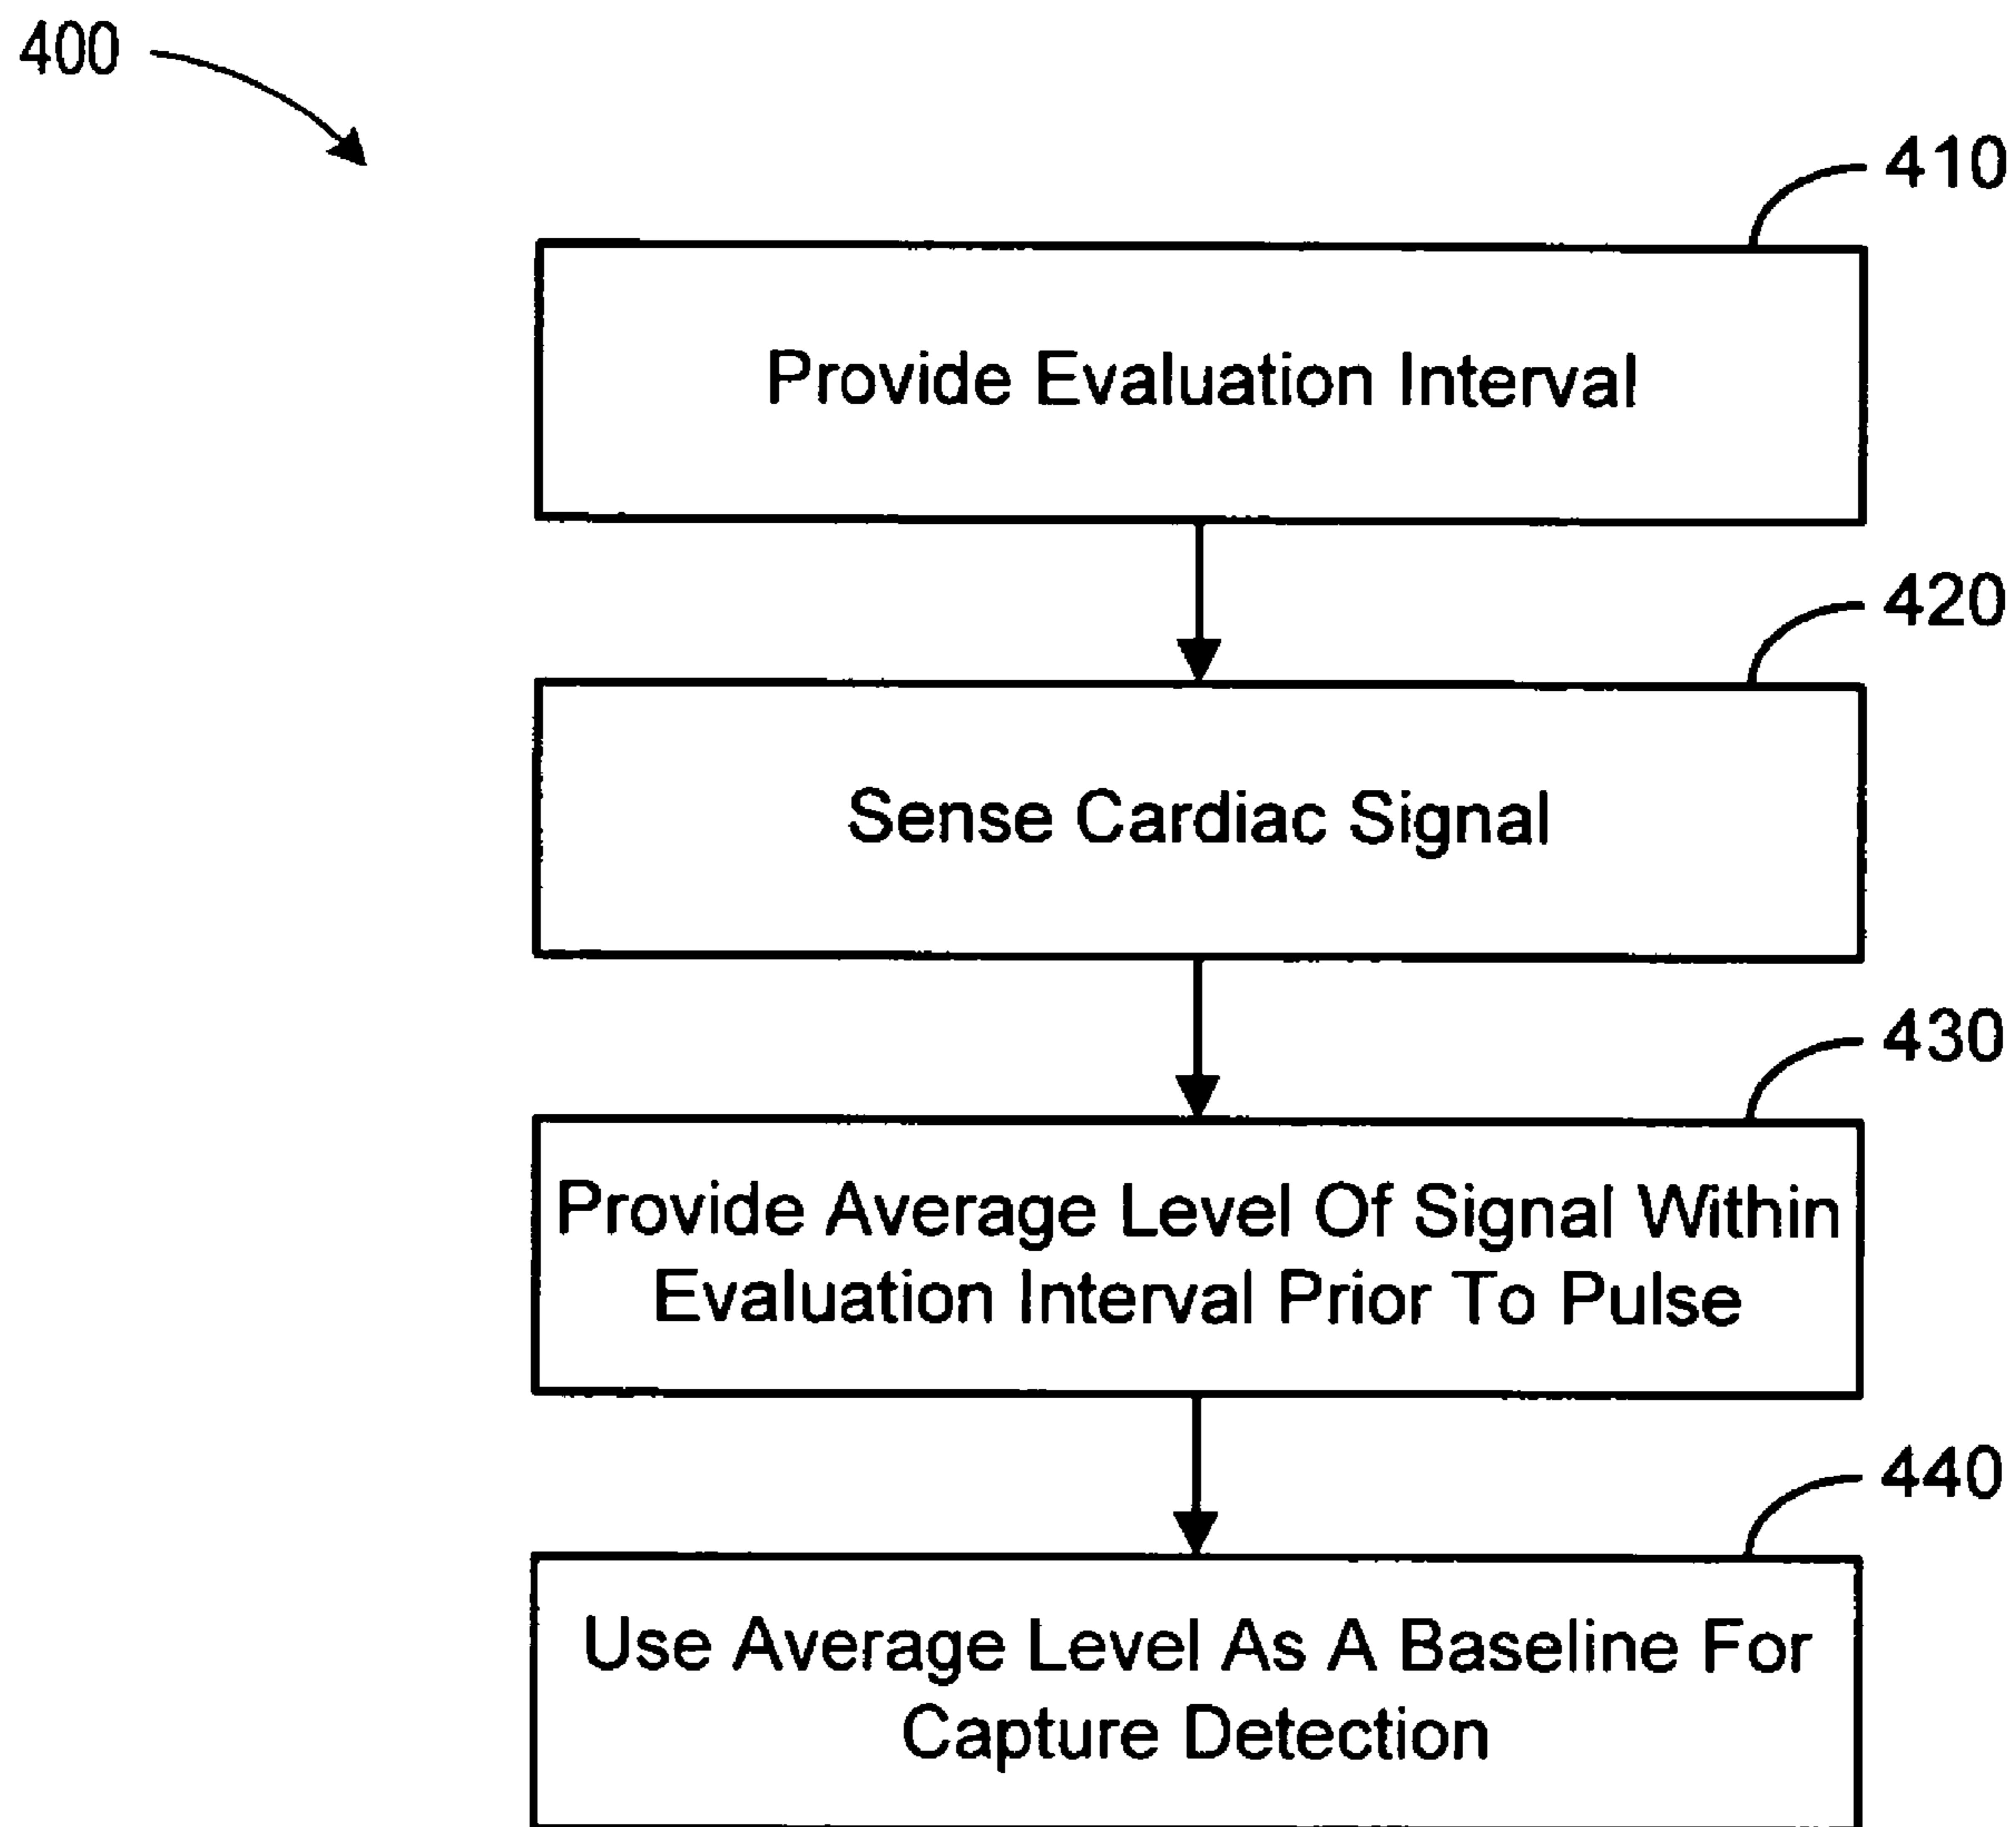 400
410
Provide Evaluation Interval
420
Sense Cardiac Signal
430
Provide Average Level Of Signal Within
Evaluation Interval Prior To Pulse
440
Use Average Level As A Baseline For
Capture Detection